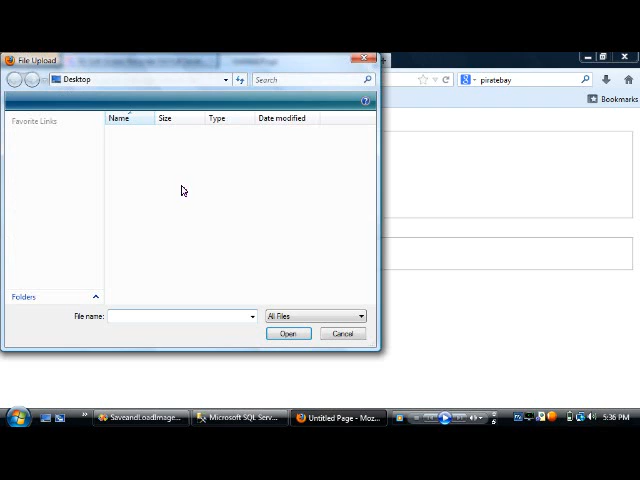 File Upload
Desktop
Search
piratebay
Bookmarks
Name
Size
Type
Date modified
Favorite Links
Folders
File name:
All Files
Open
Cancel
SaveandLoadImage...
Microsoft SQL Serv...
Untitled Page - Moz...
5:36 PM